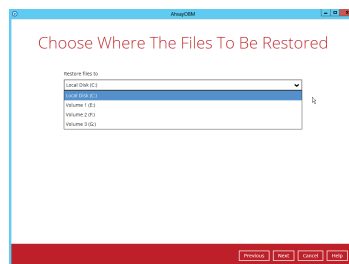 AhsayOBM
Choose Where The Files To Be Restored
Restore files to
Local Disk (C:)
Local Disk (C:)
Volume 1 (E:)
Volume 2 (F:)
Volume 3 (G:)
Previous Next Cancel Help